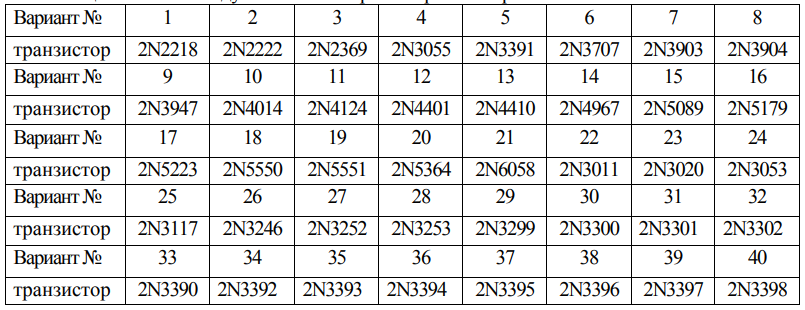 Вариант № 1 2 3 4 5 6 7 8
транзистор 2N2218 2N2222 2N2369 2N3055 2N3391 2N3707 2N3903 2N3904
Вариант № 9 10 11 12 13 14 15 16
транзистор 2N3947 2N4014 2N4124 2N4401 2N4410 2N4967 2N5089 2N5179
Вариант № 17 18 19 20 21 22 23 24
транзистор 2N5223 2N5550 2N5551 2N5364 2N6058 2N3011 2N3020 2N3053
Вариант № 25 26 27 28 29 30 31 32
транзистор 2N3117 2N3246 2N3252 2N3253 2N3299 2N3300 2N3301 2N3302
Вариант № 33 34 35 36 37 38 39 40
транзистор 2N3390 2N3392 2N3393 2N3394 2N3395 2N3396 2N3397 2N3398